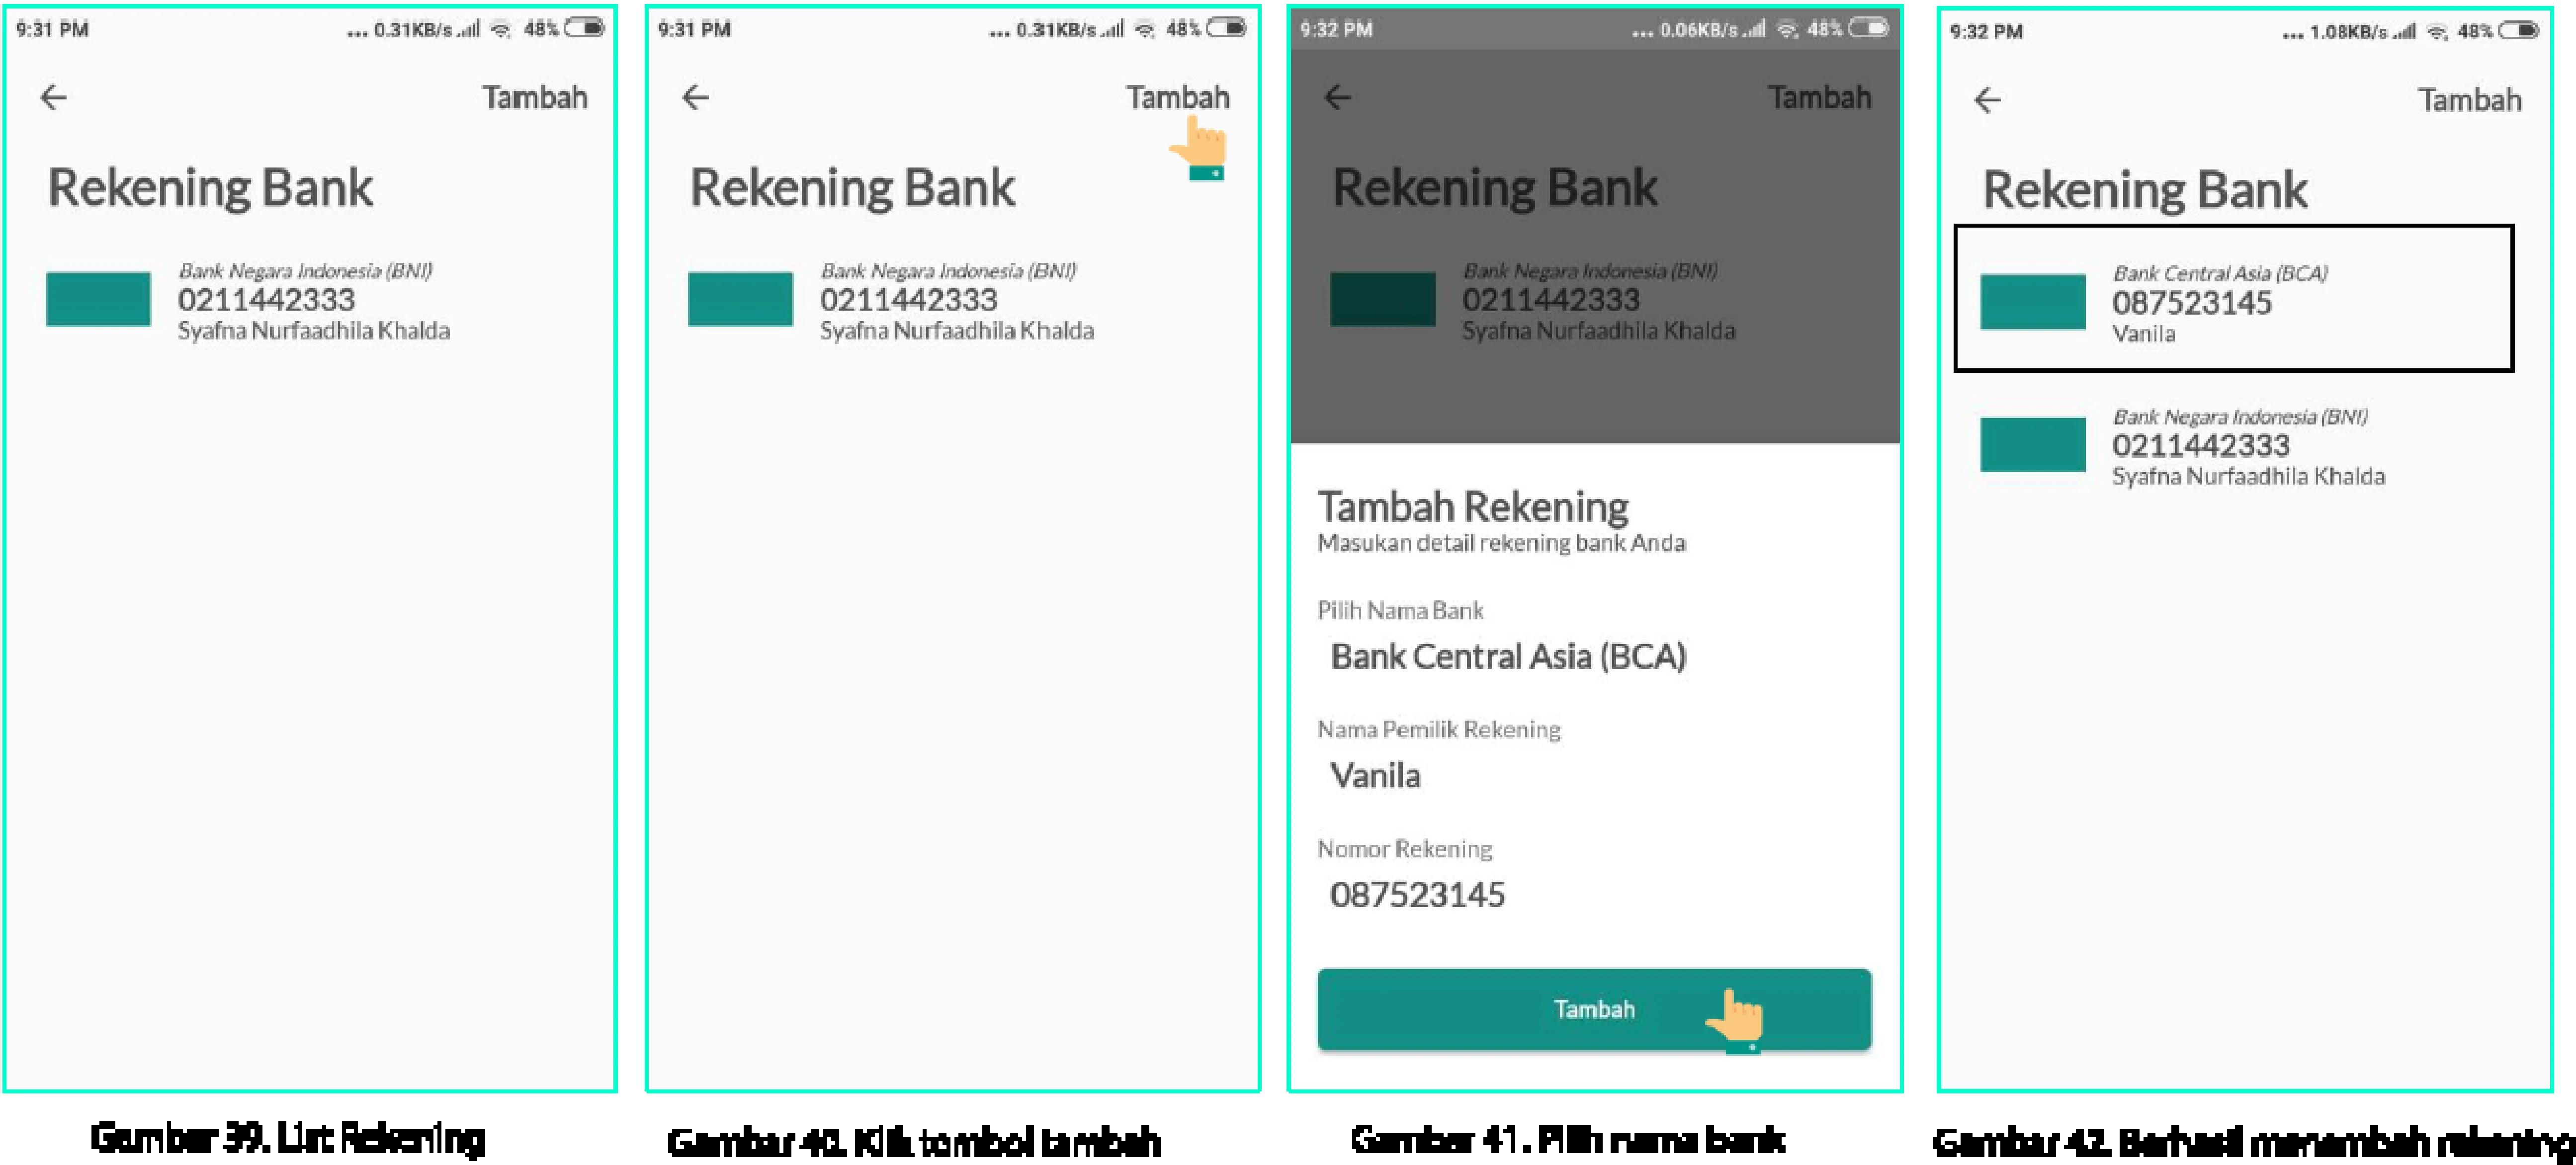 9:31 PM
... 0.31KB/s 48%
Tambah
Rekening Bank
Bank Negara Indonesia (BNI)
0211442333
Syafna Nurfaadhila Khalda
Gambar 39. List Rekening
9:31 PM
... 0.31KB/s 48%
Tambah
Rekening Bank
Bank Negara Indonesia (BNI)
0211442333
Syafna Nurfaadhila Khalda
Gambar 40. Klik tombol tambah
9:32 PM
... 0.06KB/s 48%
Tambah
Rekening Bank
Bank Negara Indonesia (BNI)
0211442333
Syafna Nurfaadhila Khalda
Tambah Rekening
Masukan detail rekening bank Anda
Pilih Nama Bank
Bank Central Asia (BCA)
Nama Pemilik Rekening
Vanila
Nomor Rekening
087523145
Tambah
Gambar 41. Pilih nama bank
9:32 PM
... 1.08KB/s 48%
Tambah
Rekening Bank
Bank Central Asia (BCA)
087523145
Vanila
Bank Negara Indonesia (BNI)
0211442333
Syafna Nurfaadhila Khalda
Gambar 42. Berhasil menambah rekening